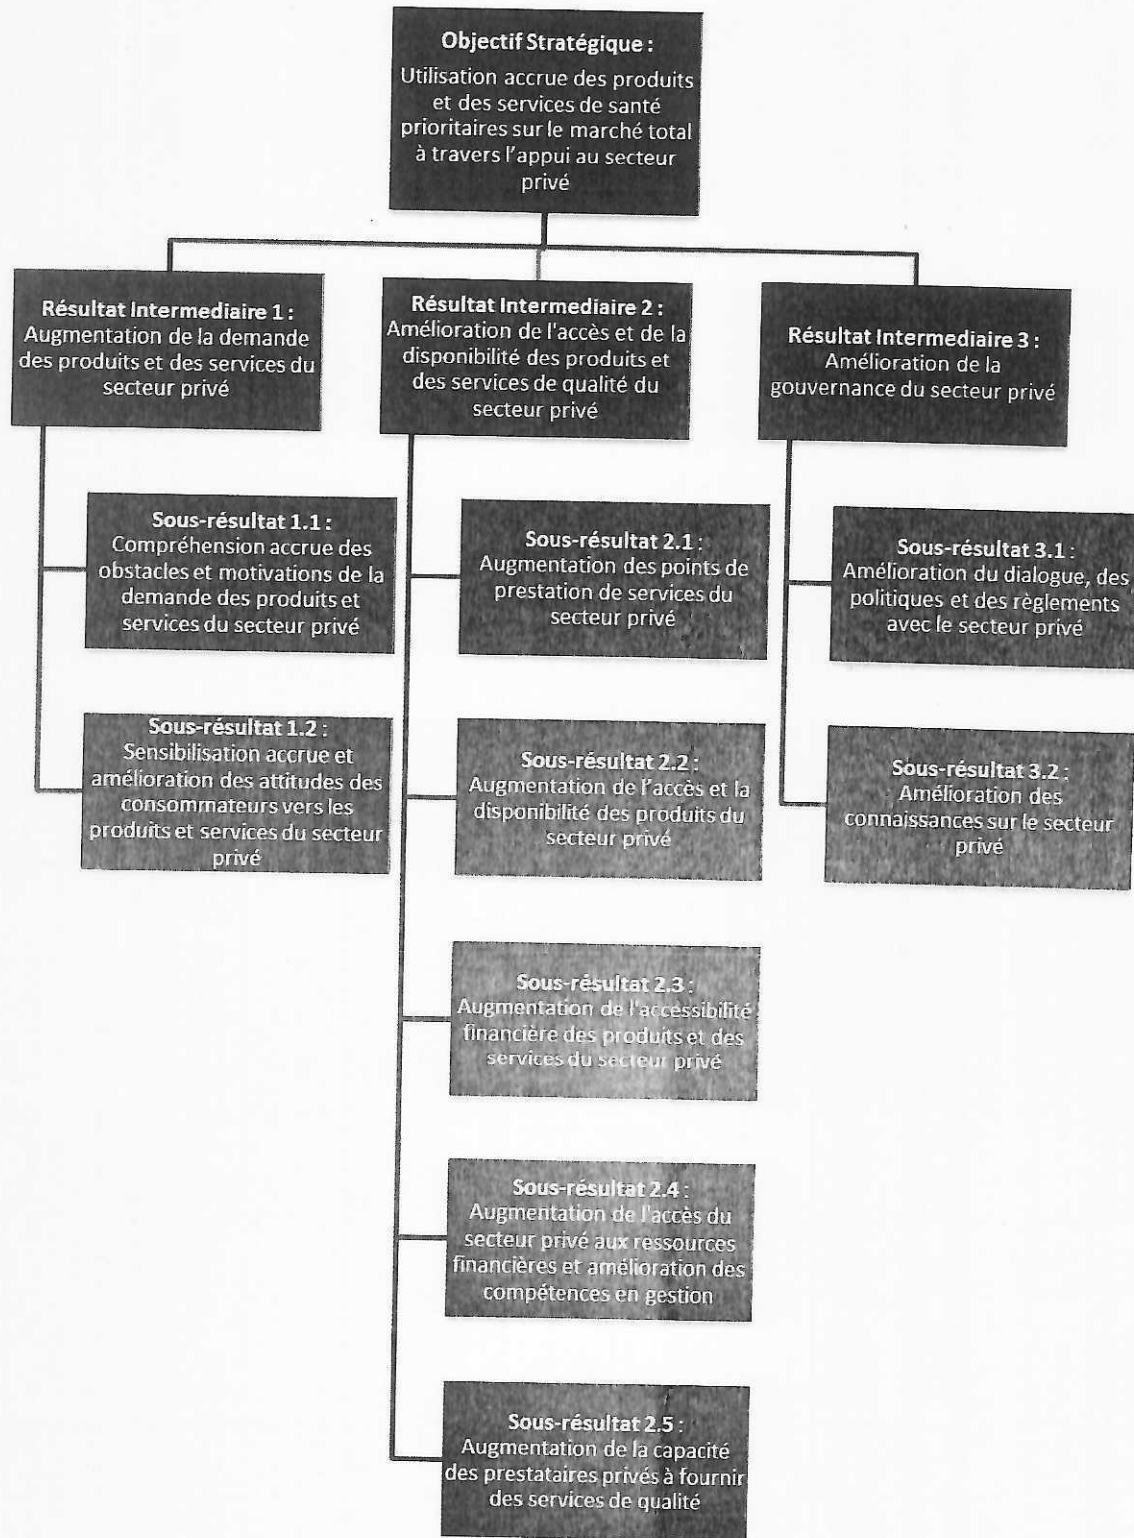 Objectif Stratégique :
Utilisation accrue des produits
et des services de santé
prioritaires sur le marché total
à travers l'appui au secteur
privé
Résultat Intermediaire 1 :
Augmentation de la demande
des produits et des services du
secteur privé
Résultat Intermediaire 2 :
Amélioration de l'accès et de la
disponibilité des produits et
des services de qualité du
secteur privé
Résultat Intermediaire 3 :
Amélioration de la
gouvernance du secteur privé
Sous-résultat 1.1 :
Compréhension accrue des
obstacles et motivations de la
demande des produits et
services du secteur privé
Sous-résultat 1.2 :
Sensibilisation accrue et
amélioration des attitudes des
consommateurs vers les
produits et services du secteur
privé
Sous-résultat 2.1 :
Augmentation des points de
prestation de services du
secteur privé
Sous-résultat 2.2 :
Augmentation de l'accès et la
disponibilité des produits du
secteur privé
Sous-résultat 2.3 :
Augmentation de l'accessibilité
financière des produits et des
services du secteur privé
Sous-résultat 2.4 :
Augmentation de l'accès du
secteur privé aux ressources
financières et amélioration des
compétences en gestion
Sous-résultat 2.5 :
Augmentation de la capacité
des prestataires privés à fournir
des services de qualité
Sous-résultat 3.1 :
Amélioration du dialogue, des
politiques et des règlements
avec le secteur privé
Sous-résultat 3.2 :
Amélioration des
connaissances sur le secteur
privé